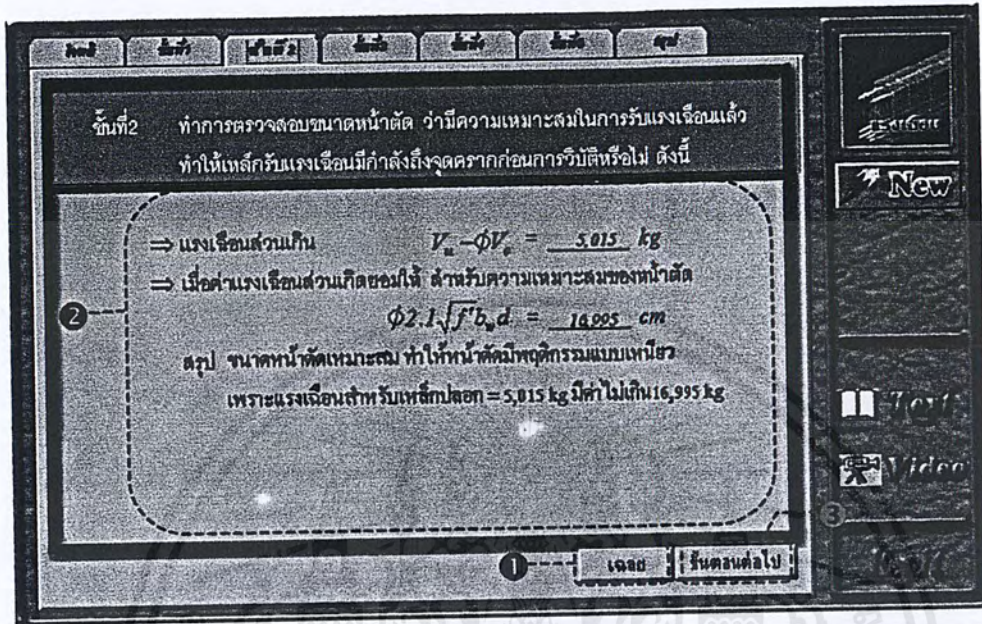 ขั้นที่2 ทำการตรวจสอบขนาดหน้าตัด ว่ามีความเหมาะสมในการรับแรงเฉือนแล้ว
ทำให้เหล็กรับแรงเฉือนมีกำลังถึงจุดครากก่อนการวิบัติหรือไม่ ดังนี้
New
⇒ แรงเฉือนส่วนเกิน V_u − ϕV_c = 5,015 kg
⇒ เมื่อค่าแรงเฉือนส่วนเกิดยอมให้ สำหรับความเหมาะสมของหน้าตัด
2
ϕ2.1√f' b_w d = 16,995 cm
สรุป ขนาดหน้าตัดเหมาะสม ทำให้หน้าตัดมีพฤติกรรมแบบเหนียว
เพราะแรงเฉือนสำหรับเหล็กปลอก = 5,015 kg มีค่าไม่เกิน16,995 kg
Text
Video
3
1
เฉลย
ขั้นตอนต่อไป